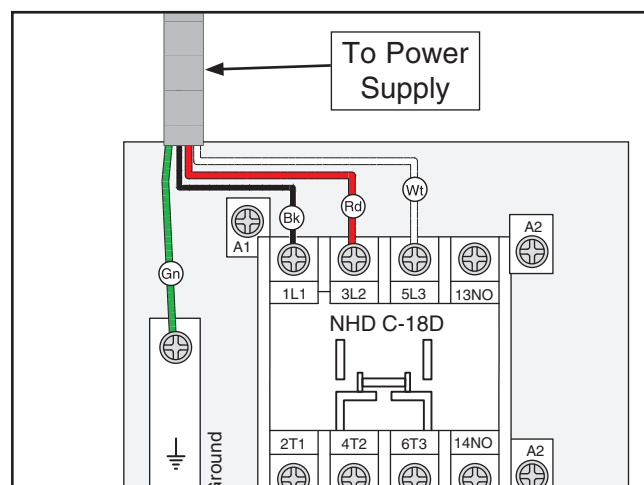 To Power
Supply
Wt
Rd
Bk
A1
A2
Gn
1L1
3L2
5L3
13NO
NHD C-18D
2T1
4T2
6T3
14NO
A2
Ground